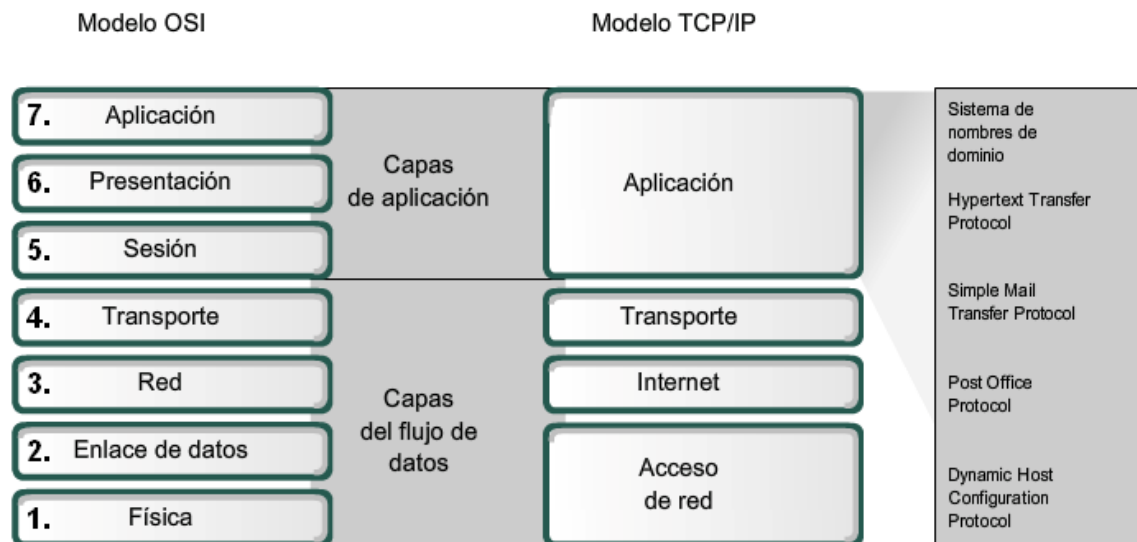 Modelo OSI
Modelo TCP/IP
7. Aplicación
6. Presentación
5. Sesión
4. Transporte
3. Red
2. Enlace de datos
1. Física
Capas
de aplicación
Capas
del flujo de
datos
Aplicación
Transporte
Internet
Acceso
de red
Sistema de
nombres de
dominio
Hypertext Transfer
Protocol
Simple Mail
Transfer Protocol
Post Office
Protocol
Dynamic Host
Configuration
Protocol